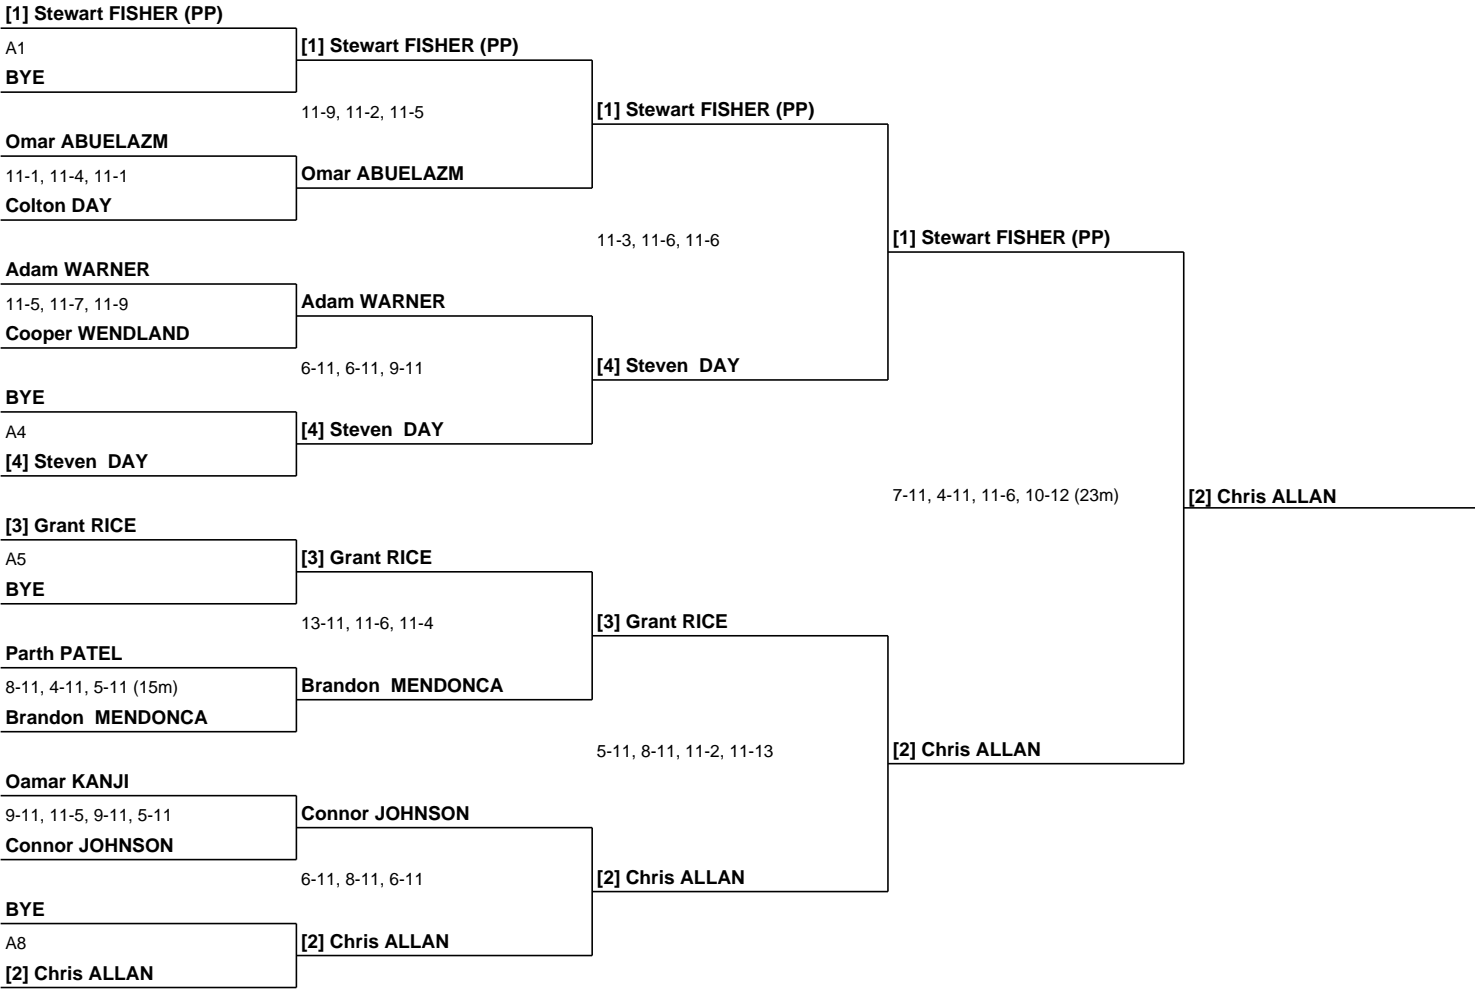 [1] Stewart FISHER (PP)
A1
BYE
Omar ABUELAZM
11-1, 11-4, 11-1
Colton DAY
Adam WARNER
11-5, 11-7, 11-9
Cooper WENDLAND
BYE
A4
[4] Steven  DAY
[3] Grant RICE
A5
BYE
Parth PATEL
8-11, 4-11, 5-11 (15m)
Brandon  MENDONCA
Oamar KANJI
9-11, 11-5, 9-11, 5-11
Connor JOHNSON
BYE
A8
[2] Chris ALLAN
[1] Stewart FISHER (PP)
11-9, 11-2, 11-5
Omar ABUELAZM
Adam WARNER
6-11, 6-11, 9-11
[4] Steven  DAY
[3] Grant RICE
13-11, 11-6, 11-4
Brandon  MENDONCA
Connor JOHNSON
6-11, 8-11, 6-11
[2] Chris ALLAN
[1] Stewart FISHER (PP)
11-3, 11-6, 11-6
[4] Steven  DAY
[3] Grant RICE
5-11, 8-11, 11-2, 11-13
[2] Chris ALLAN
[1] Stewart FISHER (PP)
7-11, 4-11, 11-6, 10-12 (23m)
[2] Chris ALLAN
[2] Chris ALLAN